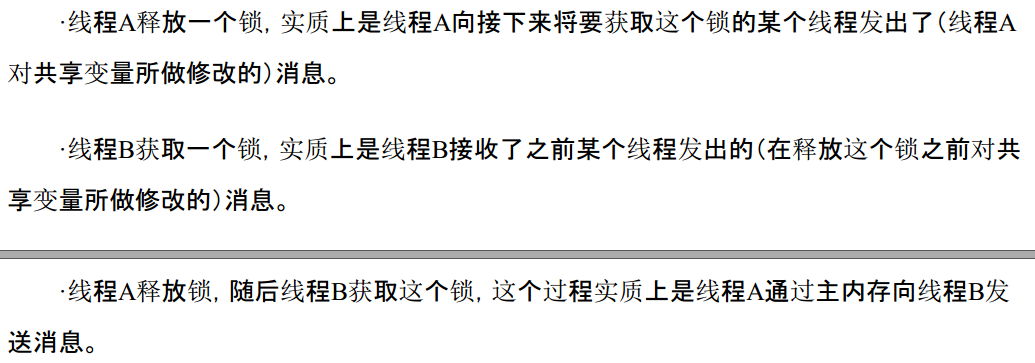 ·线程A释放一个锁，实质上是线程A向接下来将要获取这个锁的某个线程发出了（线程A
对共享变量所做修改的）消息。
·线程B获取一个锁，实质上是线程B接收了之前某个线程发出的（在释放这个锁之前对共
享变量所做修改的）消息。
·线程A释放锁，随后线程B获取这个锁，这个过程实质上是线程A通过主内存向线程B发
送消息。